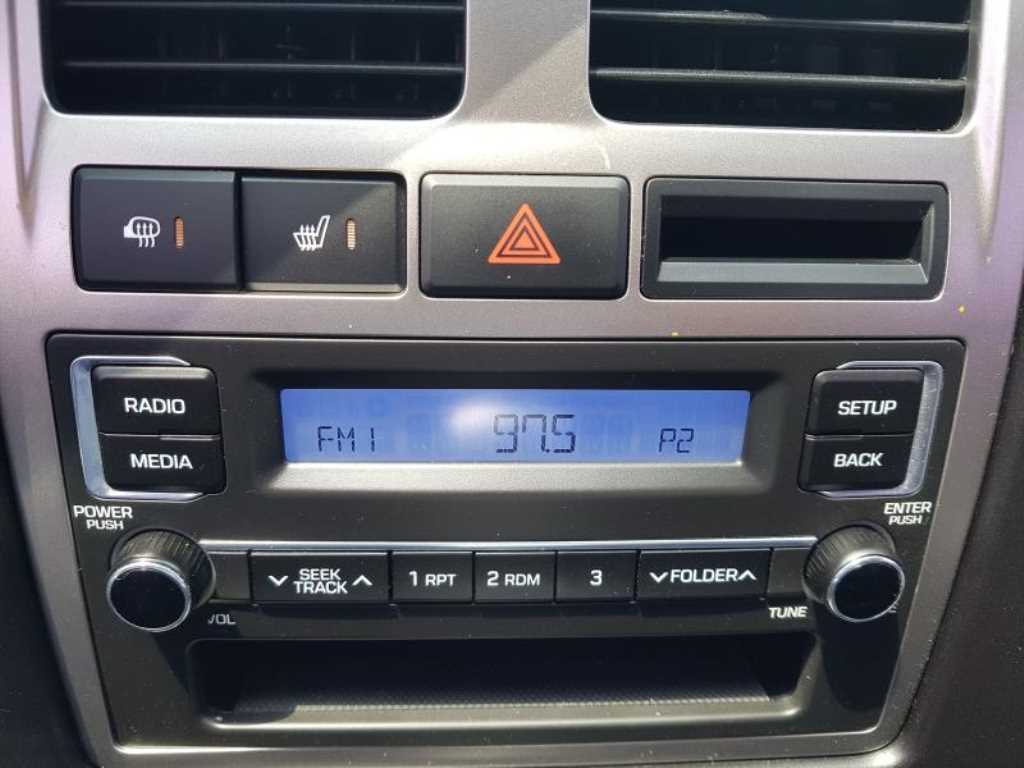 RADIO
MEDIA
FM1 97.5 P2
SETUP
BACK
POWER
PUSH
ENTER
PUSH
SEEK
TRACK
1 RPT
2 RDM
3
FOLDER
VOL
TUNE